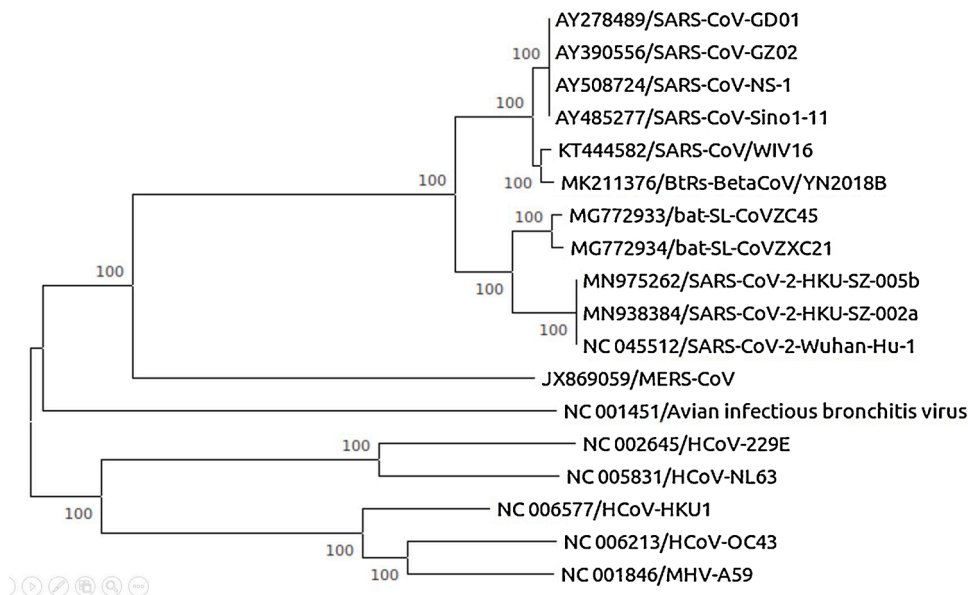 AY278489/SARS-CoV-GD01
100
AY390556/SARS-CoV-GZ02
AY508724/SARS-CoV-NS-1
100
AY485277/SARS-CoV-Sino1-11
KT444582/SARS-CoV/WIV16
100
100
MK211376/BtRs-BetaCoV/YN2018B
100
MG772933/bat-SL-CoVZC45
MG772934/bat-SL-CoVZXC21
100
MN975262/SARS-CoV-2-HKU-SZ-005b
100
MN938384/SARS-CoV-2-HKU-SZ-002a
100
NC 045512/SARS-CoV-2-Wuhan-Hu-1
JX869059/MERS-CoV
NC 001451/Avian infectious bronchitis virus
100
NC 002645/HCoV-229E
NC 005831/HCoV-NL63
100
NC 006577/HCoV-HKU1
100
NC 006213/HCoV-OC43
100
NC 001846/MHV-A59